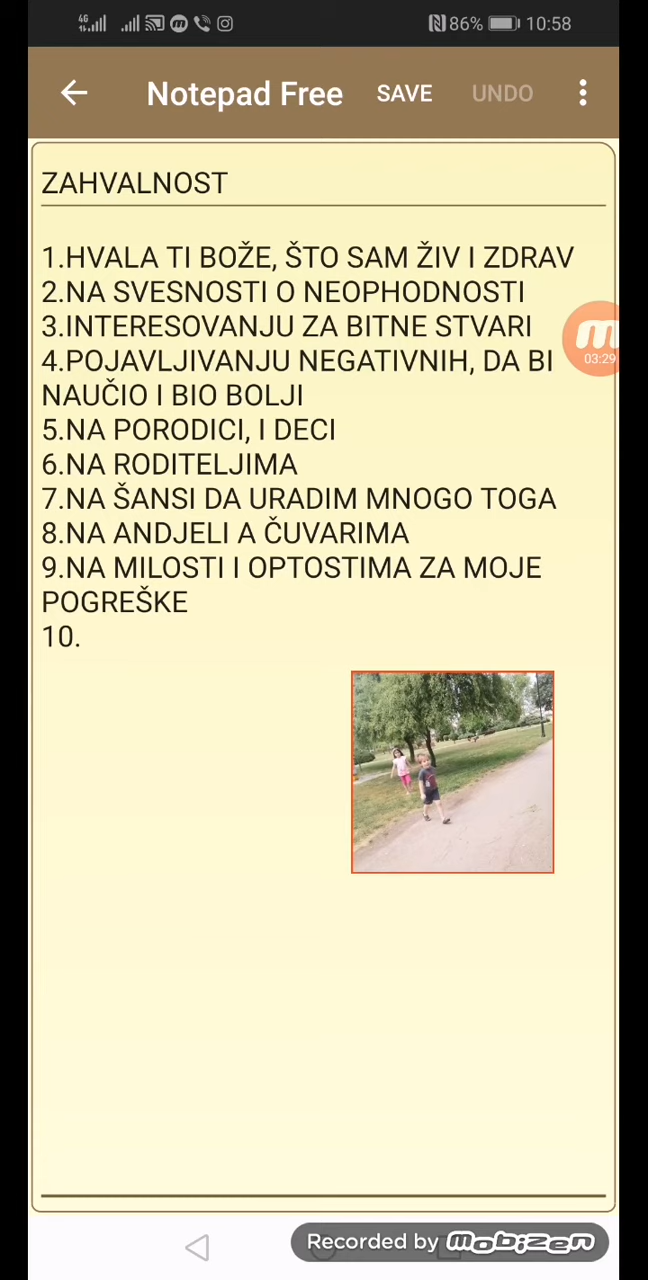 4G 86% 10:58
Notepad Free SAVE UNDO
ZAHVALNOST
1.HVALA TI BOŽE, ŠTO SAM ŽIV I ZDRAV
2.NA SVESNOSTI O NEOPHODNOSTI
3.INTERESOVANJU ZA BITNE STVARI
03:29
4.POJAVLJIVANJU NEGATIVNIH, DA BI
NAUČIO I BIO BOLJI
5.NA PORODICI, I DECI
6.NA RODITELJIMA
7.NA ŠANSI DA URADIM MNOGO TOGA
8.NA ANDJELI A ČUVARIMA
9.NA MILOSTI I OPTOSTIMA ZA MOJE
POGREŠKE
10.
Recorded by Mobizen